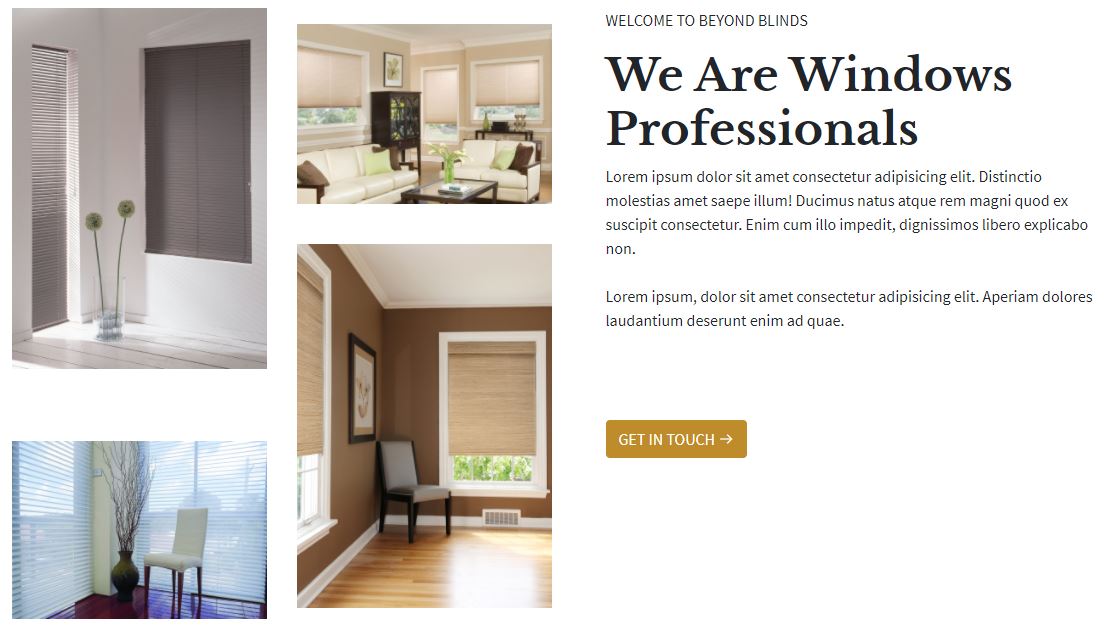 WELCOME TO BEYOND BLINDS
We Are Windows
Professionals
Lorem ipsum dolor sit amet consectetur adipisicing elit. Distinctio
molestias amet saepe illum! Ducimus natus atque rem magni quod ex
suscipit consectetur. Enim cum illo impedit, dignissimos libero explicabo
non.
Lorem ipsum, dolor sit amet consectetur adipisicing elit. Aperiam dolores
laudantium deserunt enim ad quae.
GET IN TOUCH →